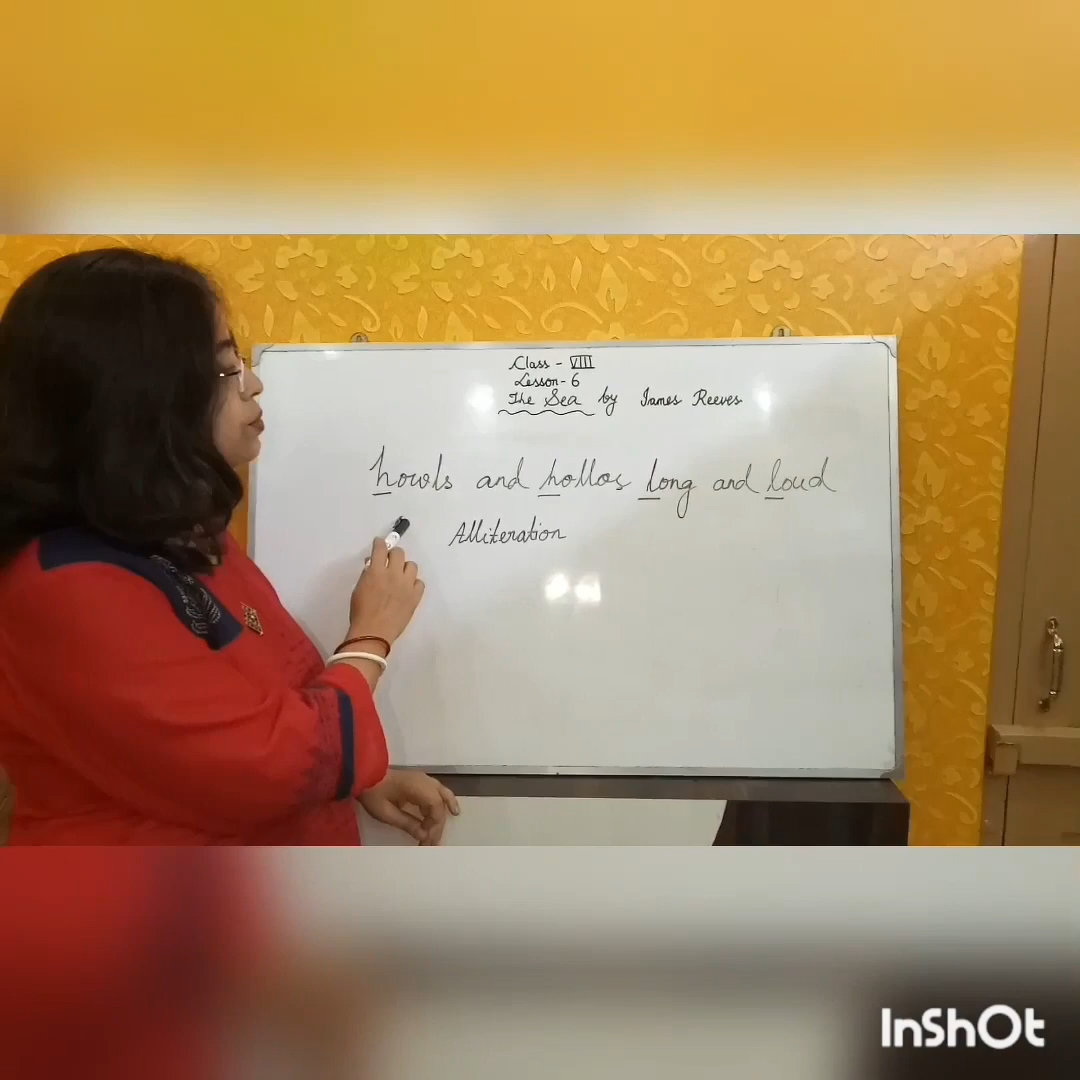 Class - VIII
Lesson - 6
The Sea by James Reeves
howls and hollos long and loud
Alliteration
InShOt